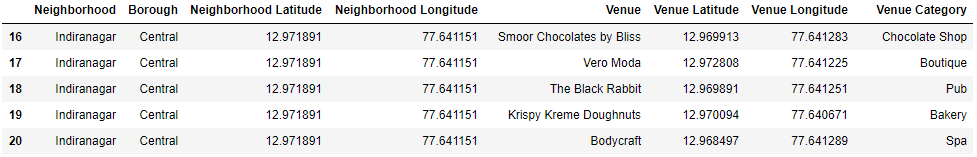 Neighborhood Borough Neighborhood Latitude Neighborhood Longitude Venue Venue Latitude Venue Longitude Venue Category
16 Indiranagar Central 12.971891 77.641151 Smoor Chocolates by Bliss 12.969913 77.641283 Chocolate Shop
17 Indiranagar Central 12.971891 77.641151 Vero Moda 12.972808 77.641225 Boutique
18 Indiranagar Central 12.971891 77.641151 The Black Rabbit 12.969891 77.641251 Pub
19 Indiranagar Central 12.971891 77.641151 Krispy Kreme Doughnuts 12.970094 77.640671 Bakery
20 Indiranagar Central 12.971891 77.641151 Bodycraft 12.968497 77.641289 Spa